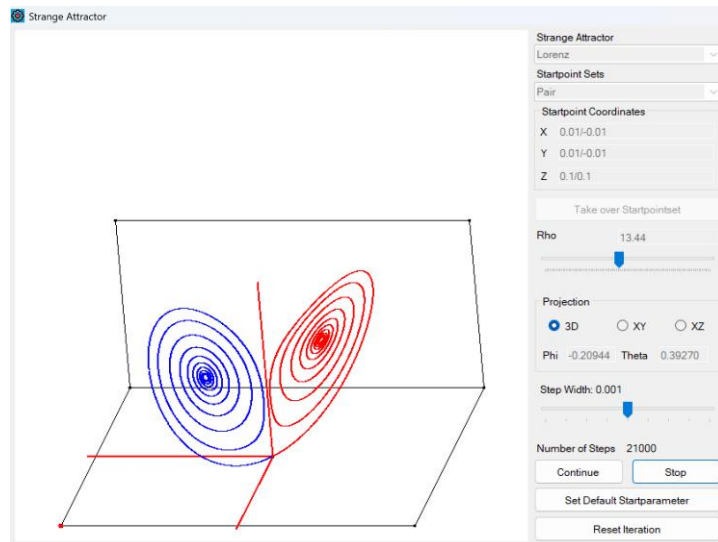 Strange Attractor
Strange Attractor
Lorenz
Startpoint Sets
Pair
Startpoint Coordinates
X 0.01/-0.01
Y 0.01/-0.01
Z 0.1/0.1
Take over Startpointset
Rho 13.44
Projection
3D XY XZ
Phi -0.20944 Theta 0.39270
Step Width: 0.001
Number of Steps 21000
Continue Stop
Set Default Startparameter
Reset Iteration